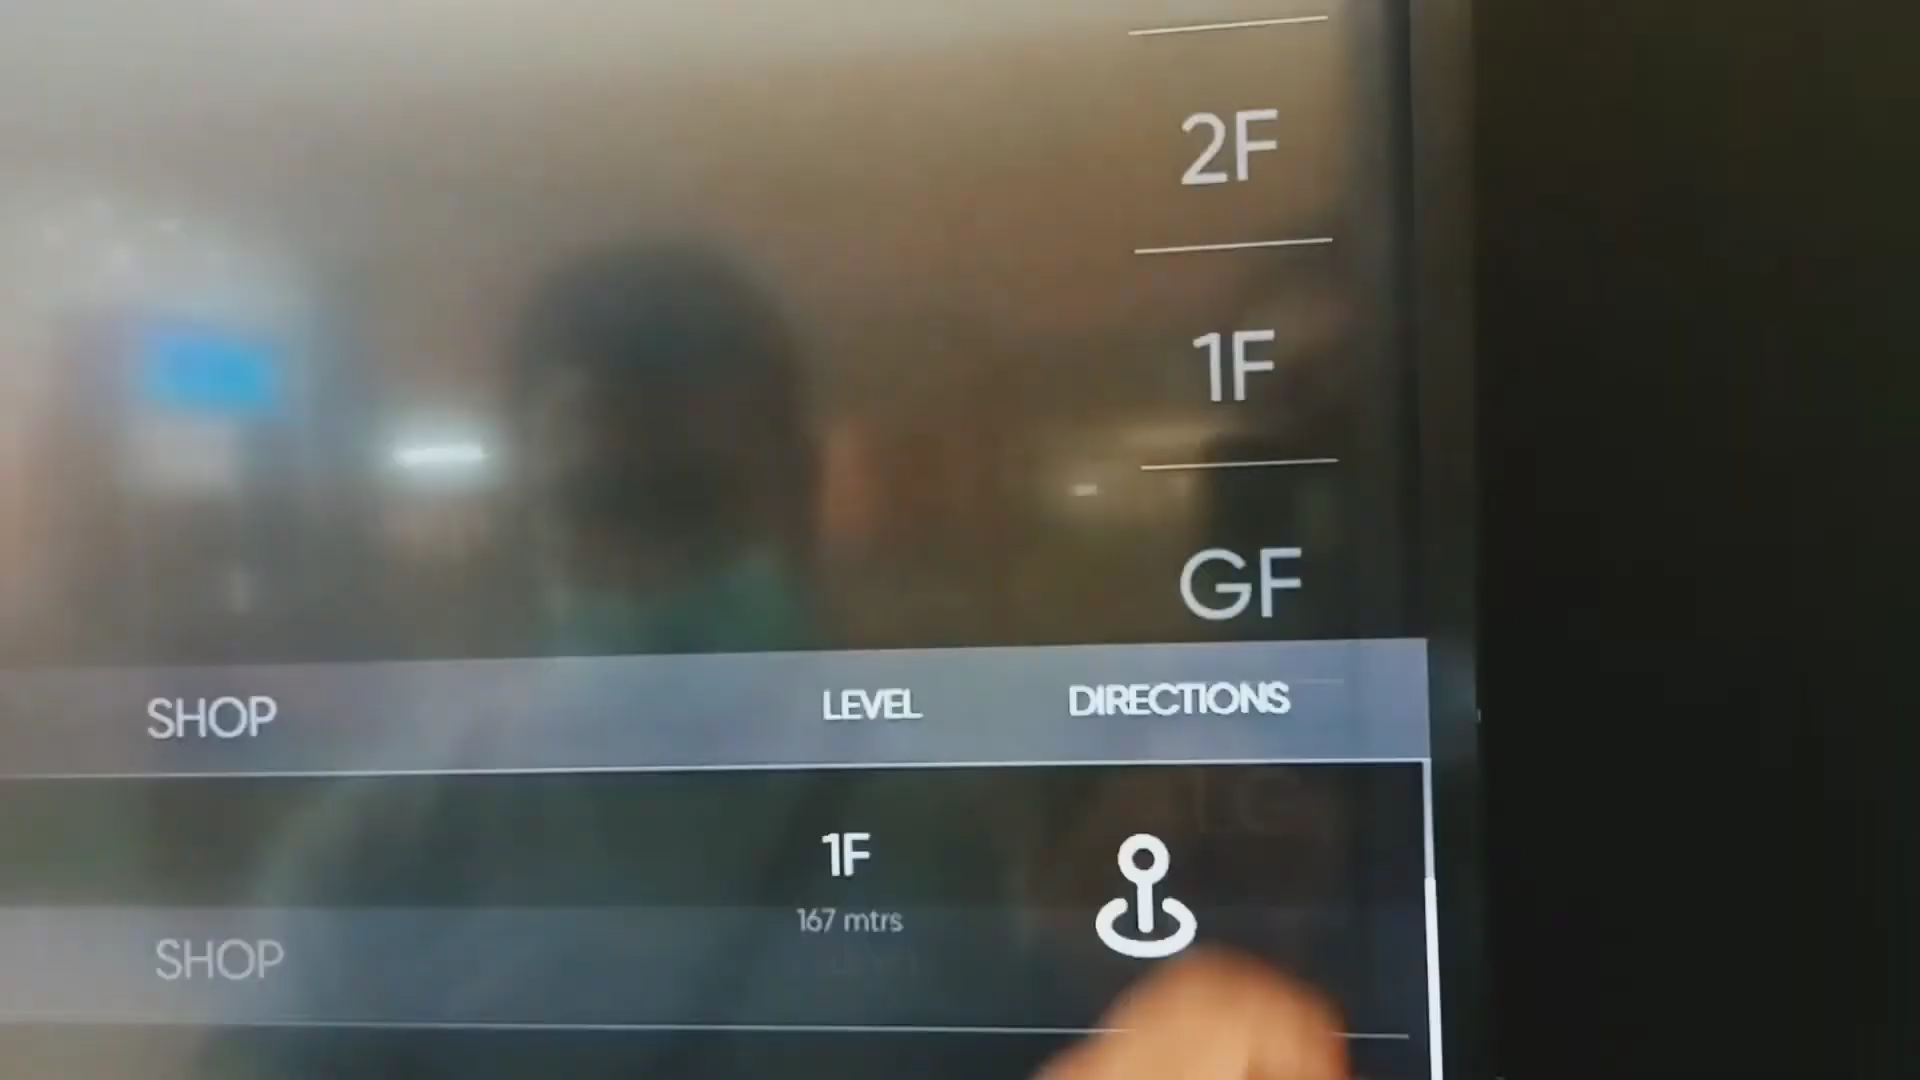 2F
1F
GF
SHOP LEVEL DIRECTIONS
1F
167 mtrs
SHOP